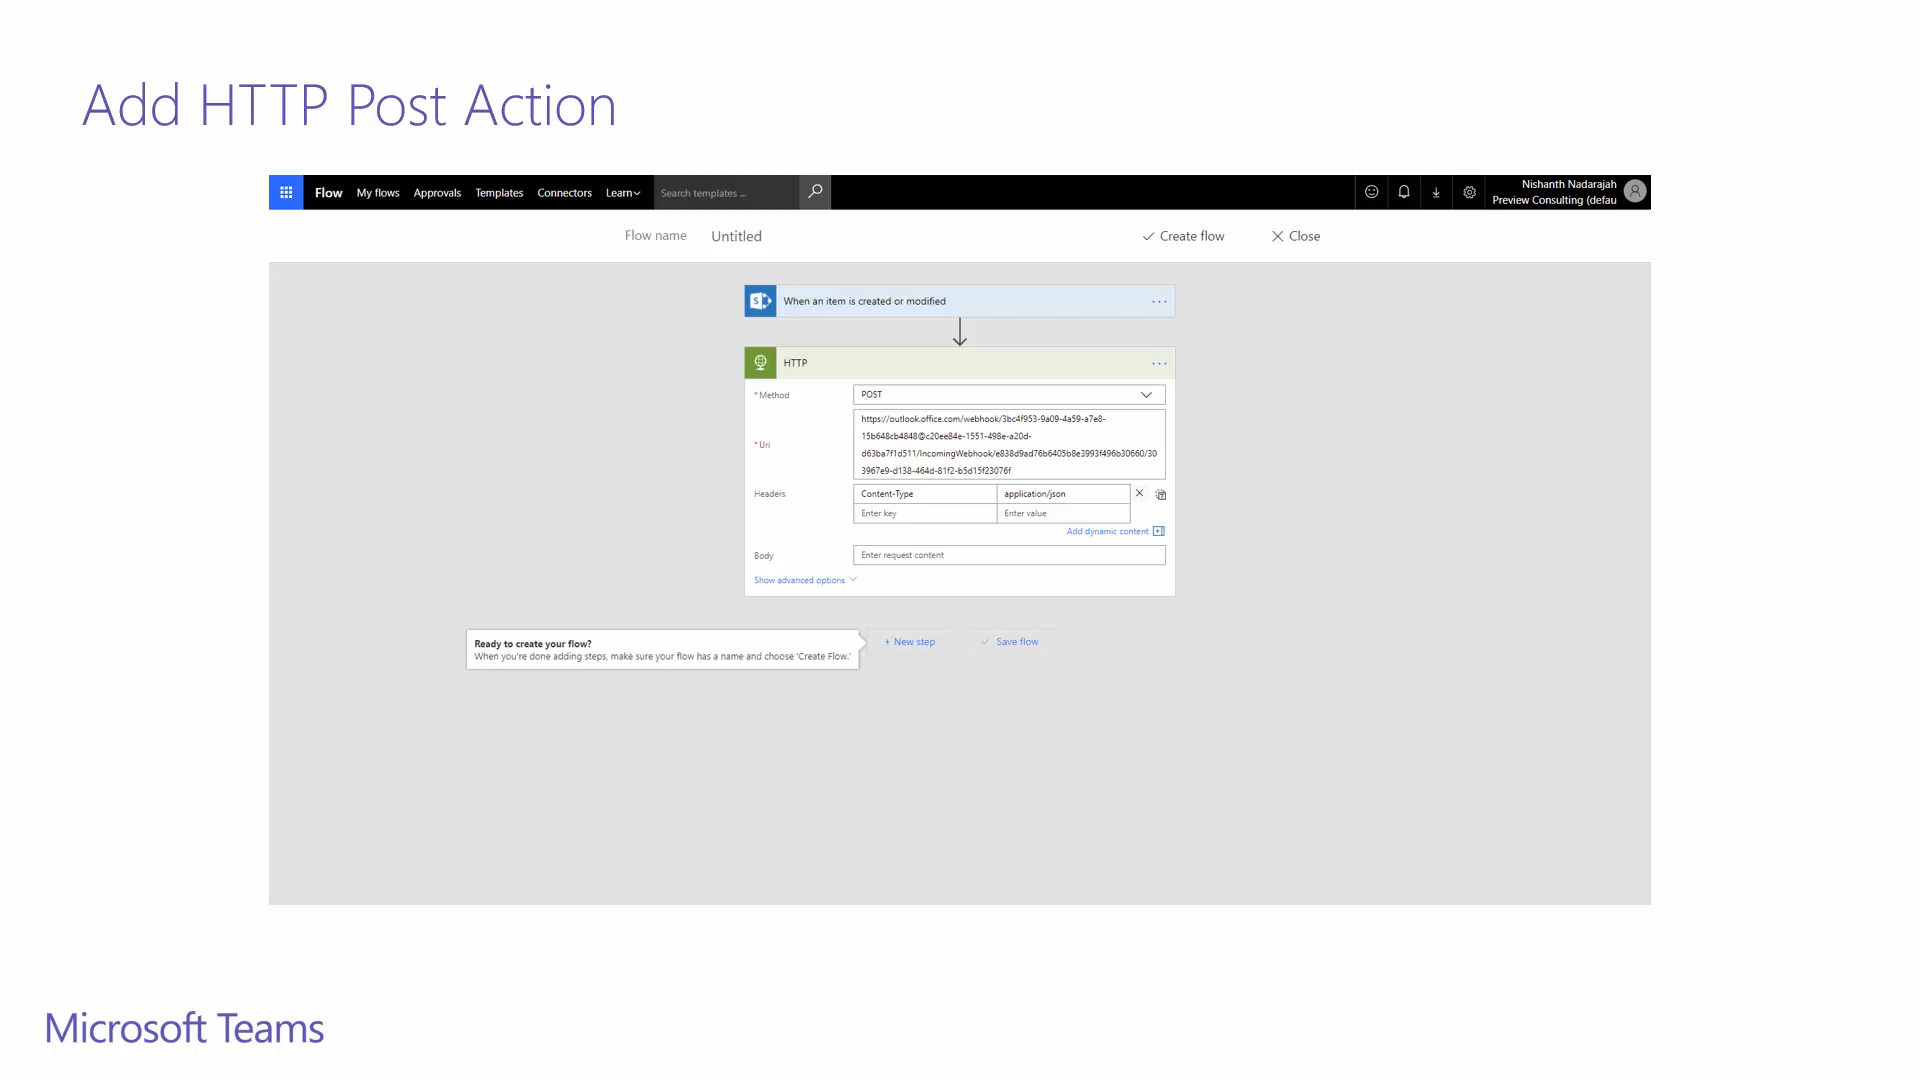 Add HTTP Post Action
Flow My flows Approvals Templates Connectors Learn Search templates ... Nishanth Nadarajah
Preview Consulting (defau
Flow name Untitled Create flow Close
When an item is created or modified ...
HTTP ...
* Method POST
* Uri
https://outlook.office.com/webhook/3bc4f953-9a09-4a59-a7e8-
15b648cb4848@c20ee84e-1551-498e-a20d-
d63ba7f1d511/IncomingWebhook/e838d9ad76b6405b8e3993f496b30660/30
3967e9-d138-464d-81f2-b5d15f23076f
Headers Content-Type application/json
Enter key Enter value
Add dynamic content
Body Enter request content
Show advanced options
Ready to create your flow?
When you're done adding steps, make sure your flow has a name and choose 'Create Flow.'
+ New step Save flow
Microsoft Teams